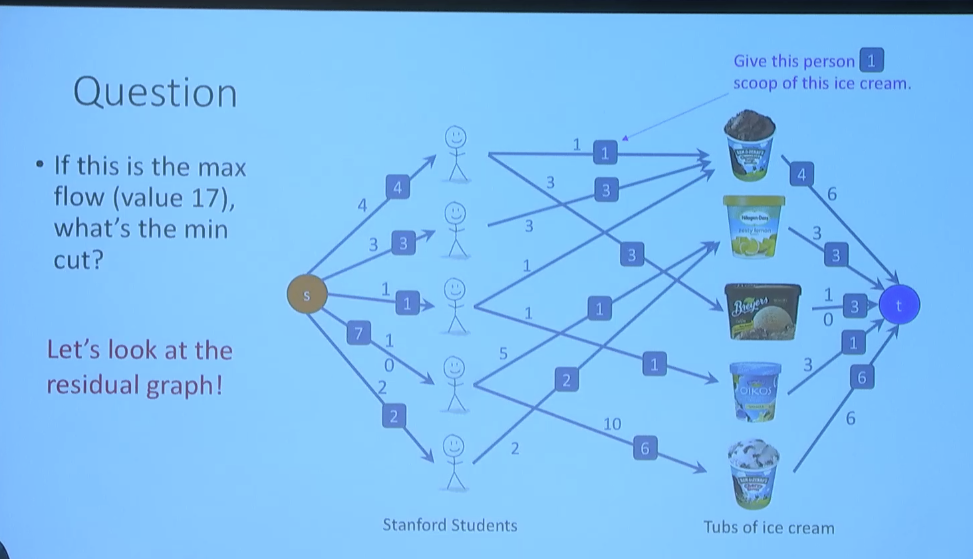 Question
• If this is the max
flow (value 17),
what's the min
cut?
Let's look at the
residual graph!
Give this person 1
scoop of this ice cream.
s
4
4
3
3
1
1
7
1
0
2
2
1
1
3
3
3
3
1
1
1
5
1
2
2
10
6
Breyers
OIKOS
4
6
3
3
1
0
3
3
1
6
6
t
Stanford Students
Tubs of ice cream